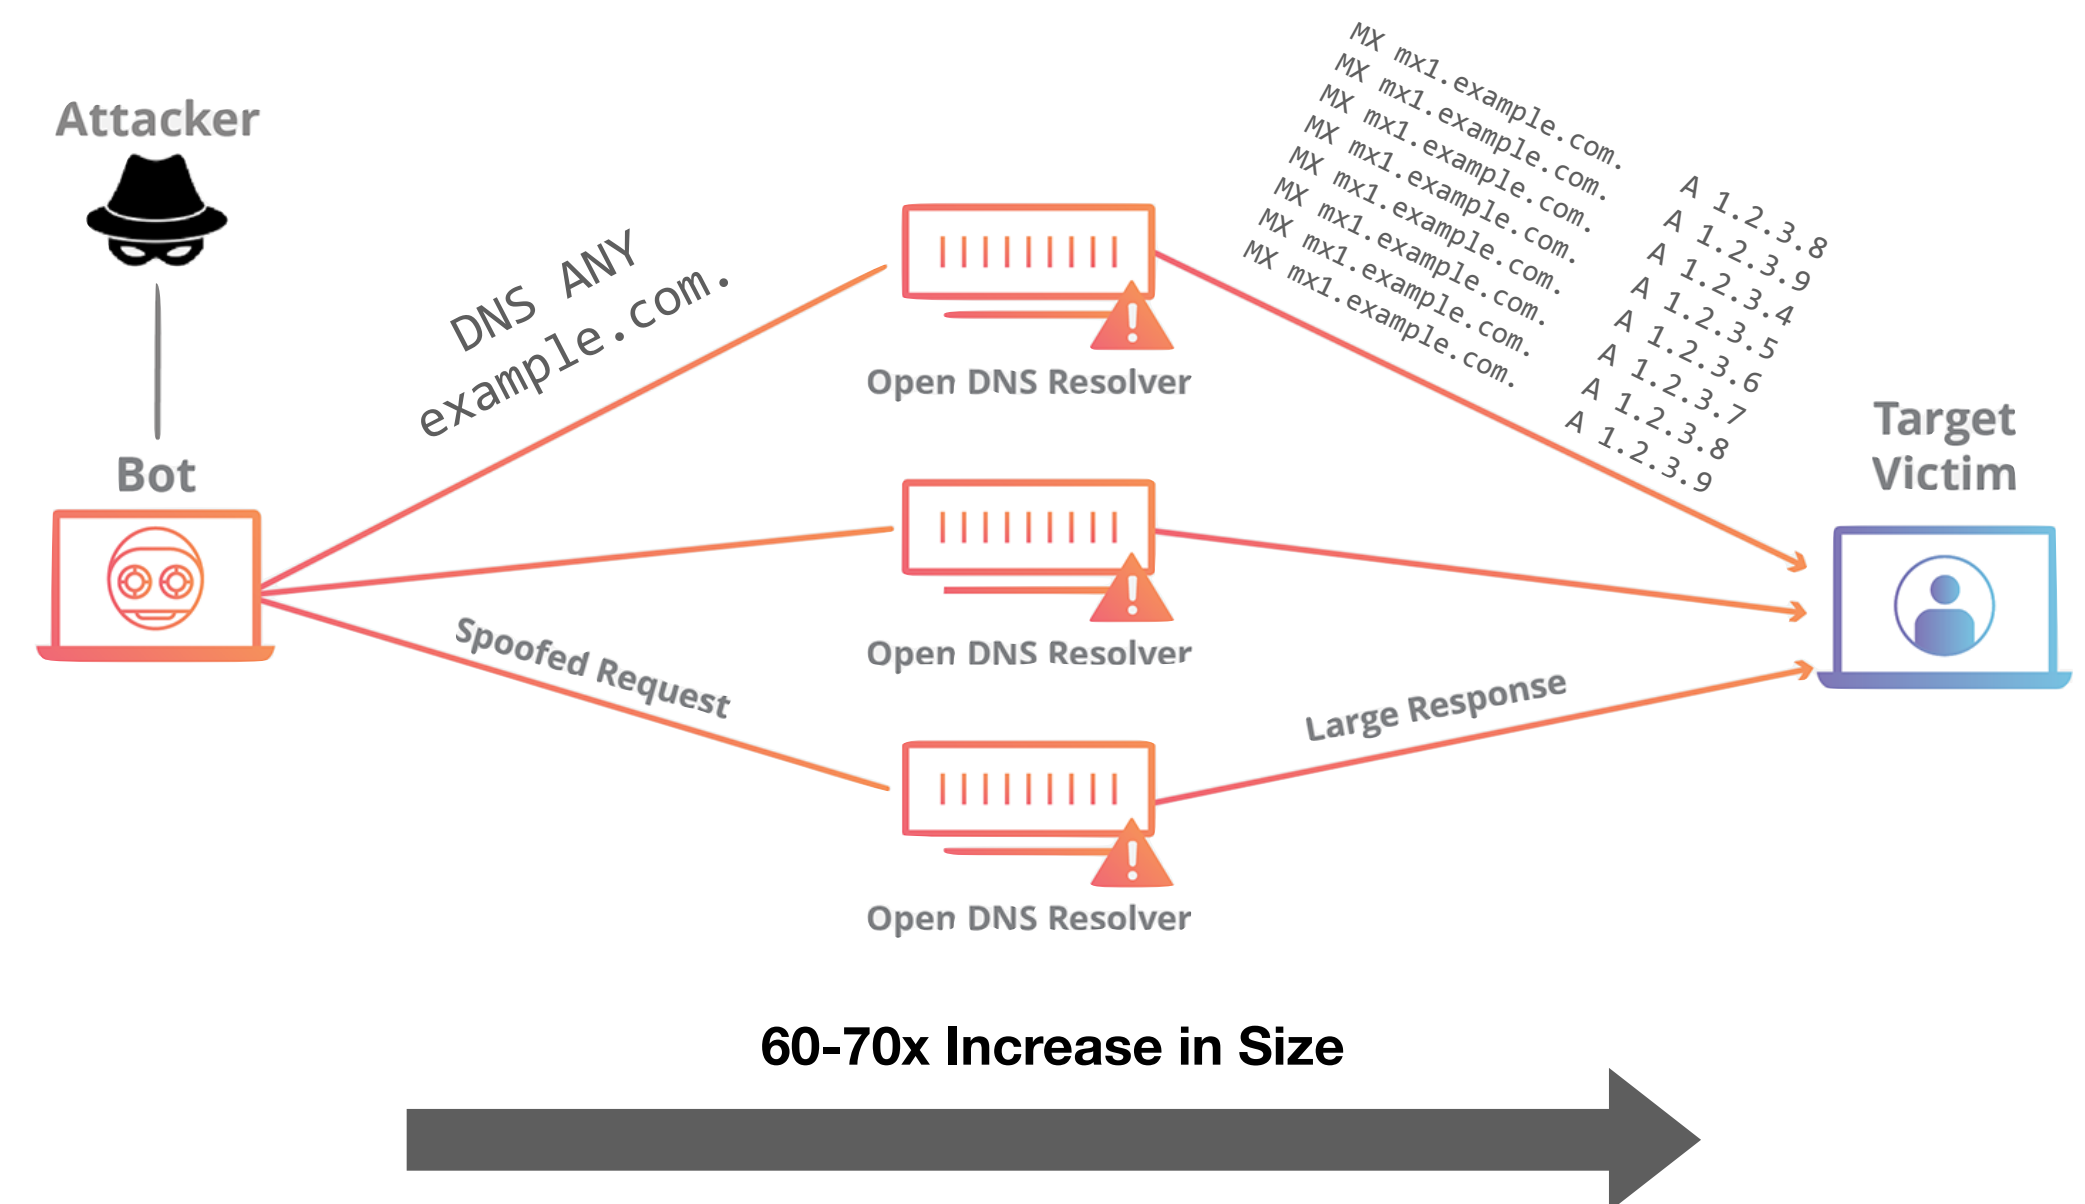 Attacker
Bot
DNS ANY
example.com.
Spoofed Request
Open DNS Resolver
Open DNS Resolver
Open DNS Resolver
MX mx1.example.com.
MX mx1.example.com.
MX mx1.example.com.
MX mx1.example.com.
MX mx1.example.com.
MX mx1.example.com.
MX mx1.example.com.
MX mx1.example.com.
A 1.2.3.8
A 1.2.3.9
A 1.2.3.4
A 1.2.3.5
A 1.2.3.6
A 1.2.3.7
A 1.2.3.8
A 1.2.3.9
Large Response
Target
Victim
60-70x Increase in Size